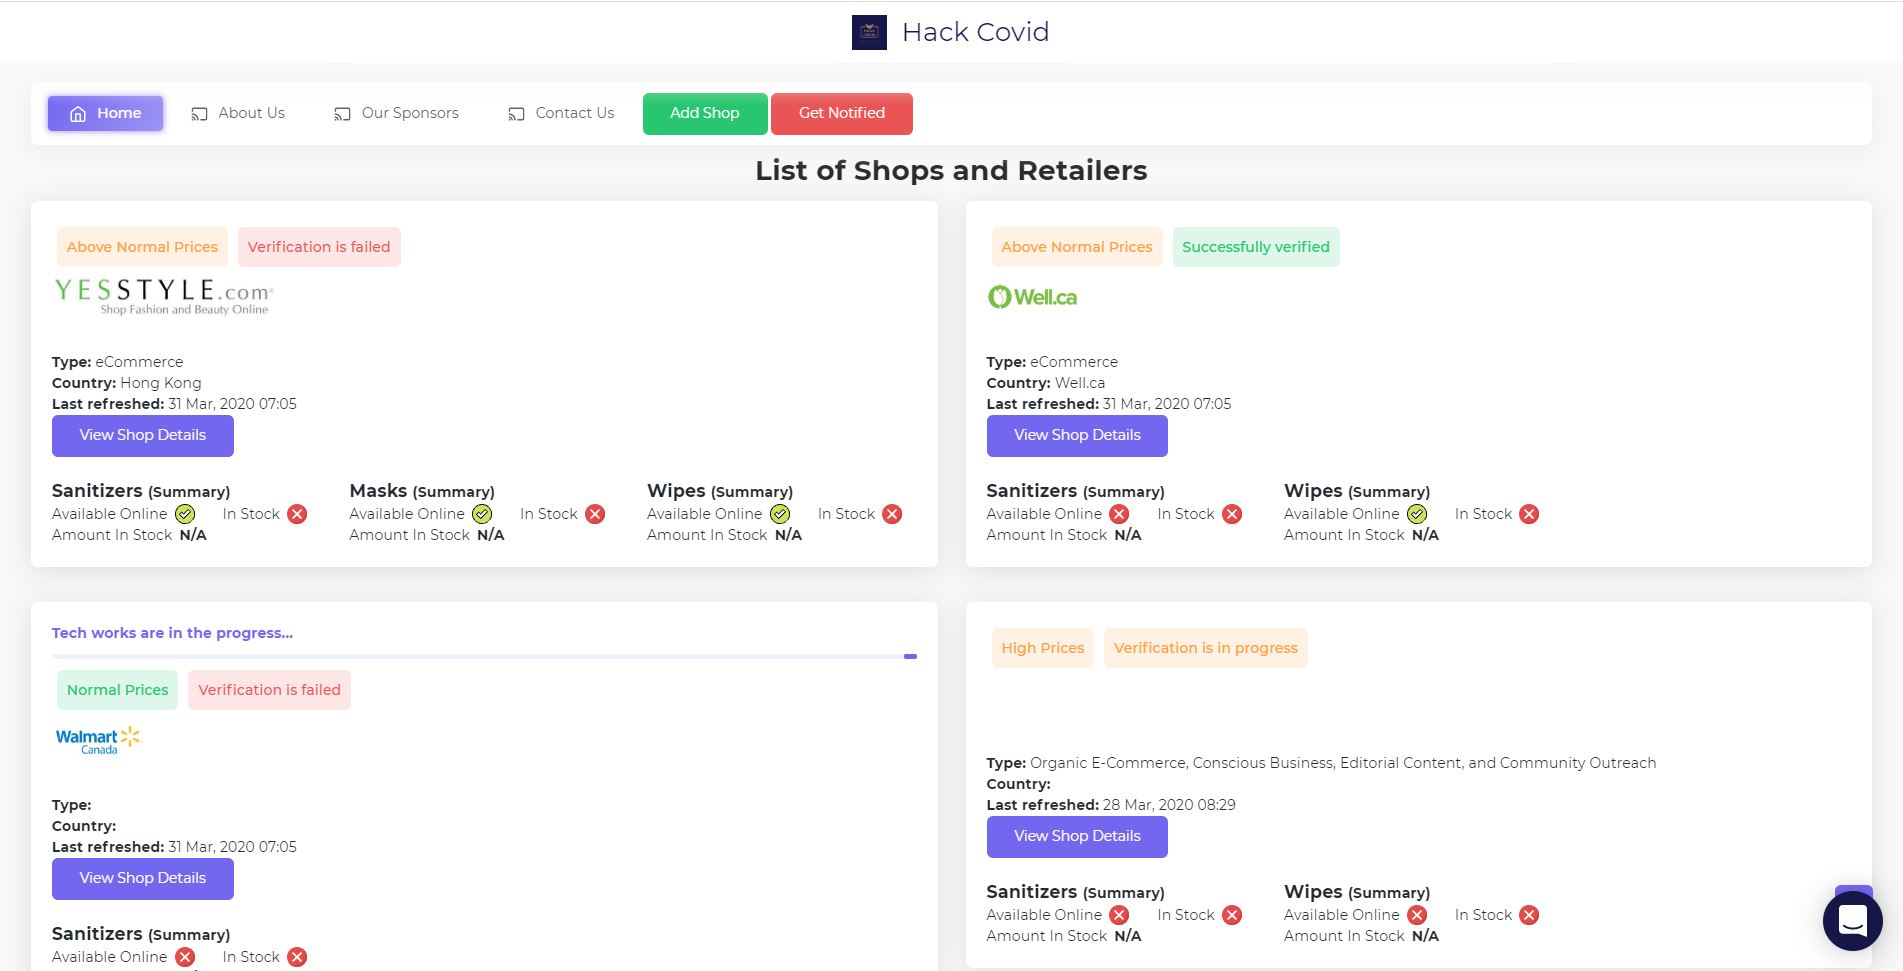 Hack Covid
Home
About Us
Our Sponsors
Contact Us
Add Shop
Get Notified
List of Shops and Retailers
Above Normal Prices
Verification is failed
YESSTYLE.com
Shop Fashion and Beauty Online
Type: eCommerce
Country: Hong Kong
Last refreshed: 31 Mar, 2020 07:05
View Shop Details
Sanitizers (Summary)
Available Online
In Stock
Amount In Stock N/A
Masks (Summary)
Available Online
In Stock
Amount In Stock N/A
Wipes (Summary)
Available Online
In Stock
Amount In Stock N/A
Above Normal Prices
Successfully verified
Well.ca
Type: eCommerce
Country: Well.ca
Last refreshed: 31 Mar, 2020 07:05
View Shop Details
Sanitizers (Summary)
Available Online
In Stock
Amount In Stock N/A
Wipes (Summary)
Available Online
In Stock
Amount In Stock N/A
Tech works are in the progress...
Normal Prices
Verification is failed
Walmart
Canada
Type:
Country:
Last refreshed: 31 Mar, 2020 07:05
View Shop Details
Sanitizers (Summary)
Available Online
In Stock
High Prices
Verification is in progress
Type: Organic E-Commerce, Conscious Business, Editorial Content, and Community Outreach
Country:
Last refreshed: 28 Mar, 2020 08:29
View Shop Details
Sanitizers (Summary)
Available Online
In Stock
Amount In Stock N/A
Wipes (Summary)
Available Online
In Stock
Amount In Stock N/A